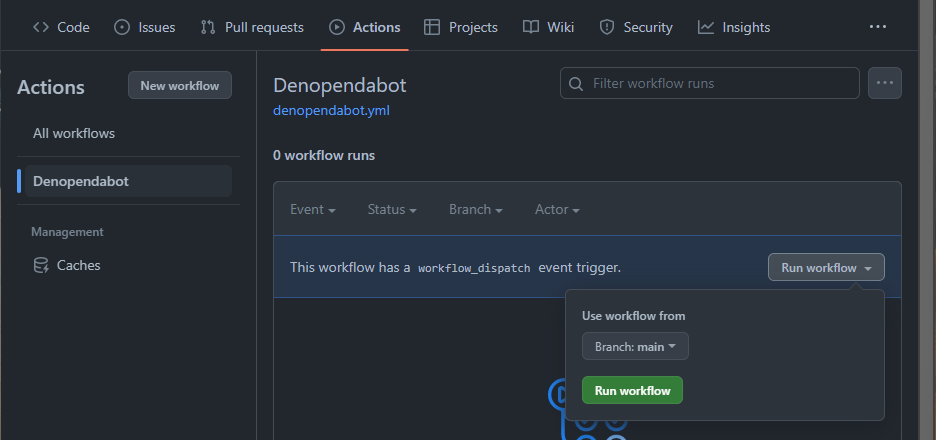 Code Issues Pull requests Actions Projects Wiki Security Insights ...
Actions New workflow
All workflows
Denopendabot
Management
Caches
Denopendabot
denopendabot.yml
Filter workflow runs ...
0 workflow runs
Event Status Branch Actor
This workflow has a workflow_dispatch event trigger. Run workflow
Use workflow from
Branch: main
Run workflow